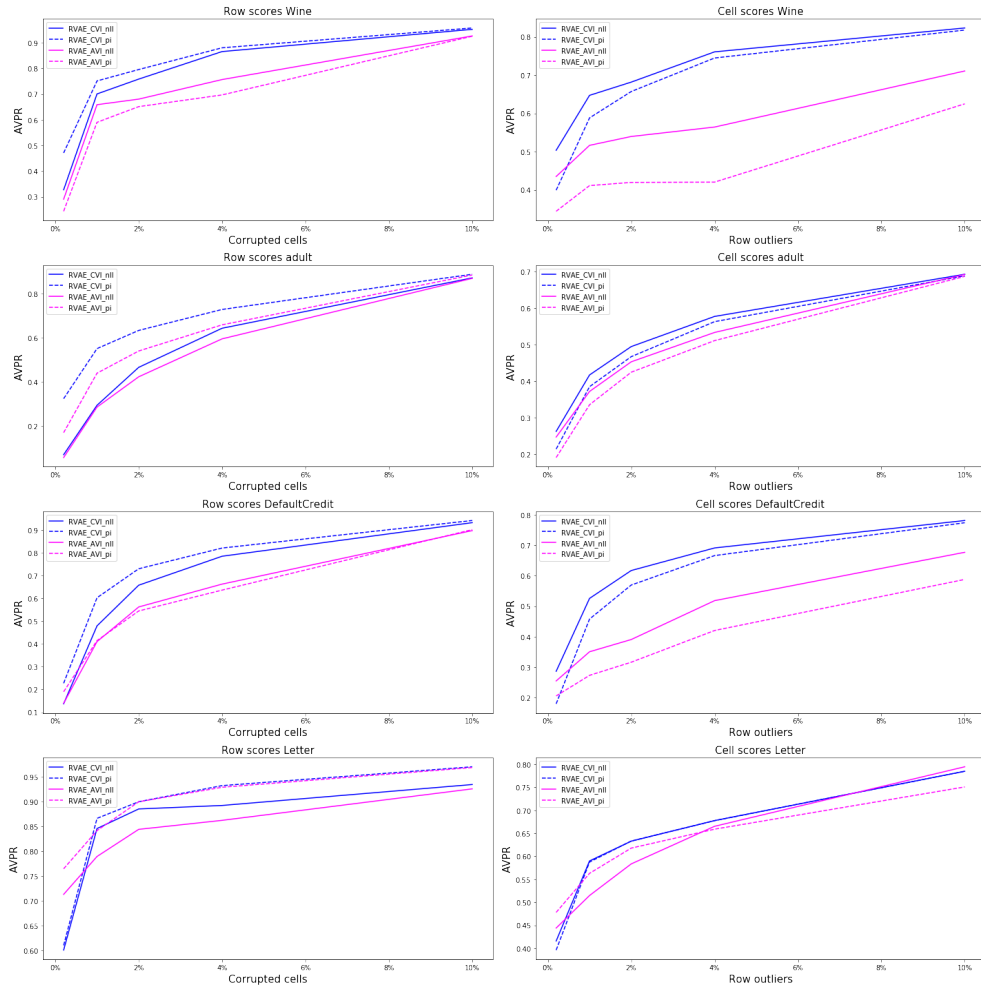 Row scores Wine
RVAE_CVI_nll
RVAE_CVI_pi
RVAE_AVI_nll
RVAE_AVI_pi
0.9
0.8
0.7
0.6
0.5
0.4
0.3
AVPR
0%
2%
4%
6%
8%
10%
Corrupted cells
Cell scores Wine
RVAE_CVI_nll
RVAE_CVI_pi
RVAE_AVI_nll
RVAE_AVI_pi
0.8
0.7
0.6
0.5
0.4
AVPR
0%
2%
4%
6%
8%
10%
Row outliers
Row scores adult
RVAE_CVI_nll
RVAE_CVI_pi
RVAE_AVI_nll
RVAE_AVI_pi
0.8
0.6
0.4
0.2
AVPR
0%
2%
4%
6%
8%
10%
Corrupted cells
Cell scores adult
RVAE_CVI_nll
RVAE_CVI_pi
RVAE_AVI_nll
RVAE_AVI_pi
0.7
0.6
0.5
0.4
0.3
0.2
AVPR
0%
2%
4%
6%
8%
10%
Row outliers
Row scores DefaultCredit
RVAE_CVI_nll
RVAE_CVI_pi
RVAE_AVI_nll
RVAE_AVI_pi
0.9
0.8
0.7
0.6
0.5
0.4
0.3
0.2
0.1
AVPR
0%
2%
4%
6%
8%
10%
Corrupted cells
Cell scores DefaultCredit
RVAE_CVI_nll
RVAE_CVI_pi
RVAE_AVI_nll
RVAE_AVI_pi
0.8
0.7
0.6
0.5
0.4
0.3
0.2
AVPR
0%
2%
4%
6%
8%
10%
Row outliers
Row scores Letter
RVAE_CVI_nll
RVAE_CVI_pi
RVAE_AVI_nll
RVAE_AVI_pi
0.95
0.90
0.85
0.80
0.75
0.70
0.65
0.60
AVPR
0%
2%
4%
6%
8%
10%
Corrupted cells
Cell scores Letter
RVAE_CVI_nll
RVAE_CVI_pi
RVAE_AVI_nll
RVAE_AVI_pi
0.80
0.75
0.70
0.65
0.60
0.55
0.50
0.45
0.40
AVPR
0%
2%
4%
6%
8%
10%
Row outliers